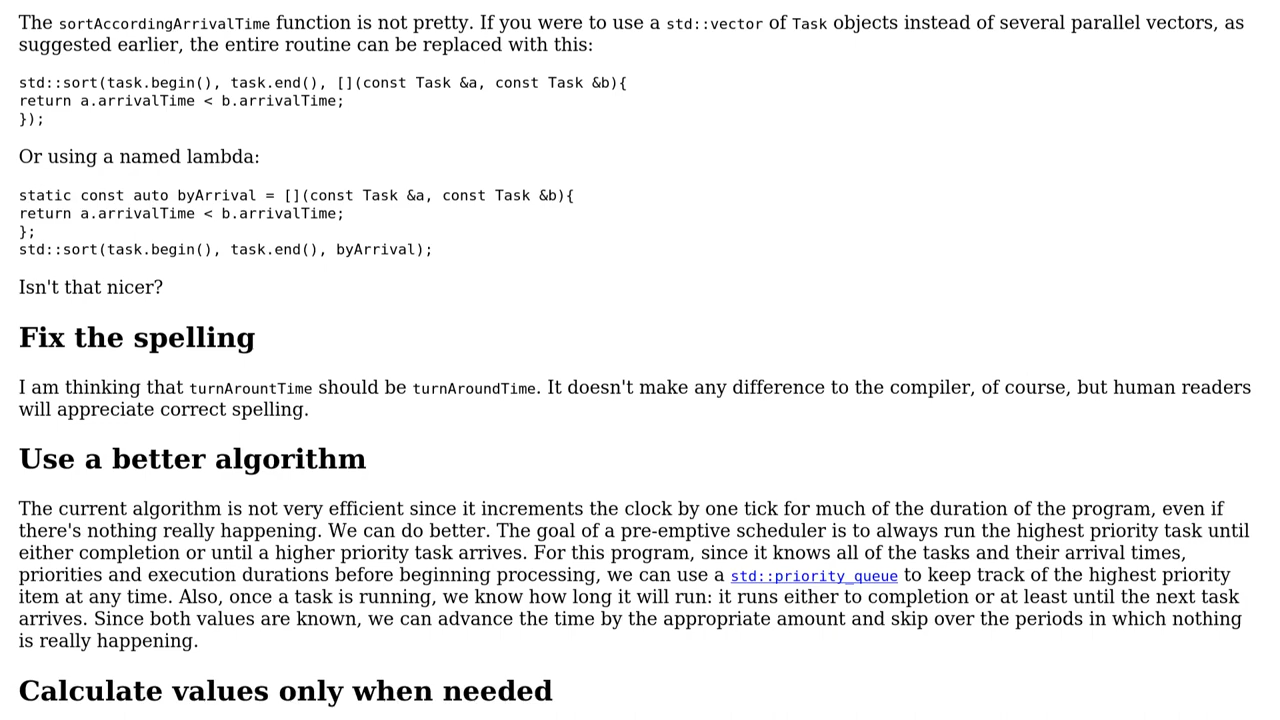 The sortAccordingArrivalTime function is not pretty. If you were to use a std::vector of Task objects instead of several parallel vectors, as
suggested earlier, the entire routine can be replaced with this:
std::sort(task.begin(), task.end(), [](const Task &a, const Task &b){
return a.arrivalTime < b.arrivalTime;
});
Or using a named lambda:
static const auto byArrival = [](const Task &a, const Task &b){
return a.arrivalTime < b.arrivalTime;
};
std::sort(task.begin(), task.end(), byArrival);
Isn't that nicer?
Fix the spelling
I am thinking that turnArountTime should be turnAroundTime. It doesn't make any difference to the compiler, of course, but human readers
will appreciate correct spelling.
Use a better algorithm
The current algorithm is not very efficient since it increments the clock by one tick for much of the duration of the program, even if
there's nothing really happening. We can do better. The goal of a pre-emptive scheduler is to always run the highest priority task until
either completion or until a higher priority task arrives. For this program, since it knows all of the tasks and their arrival times,
priorities and execution durations before beginning processing, we can use a std::priority_queue to keep track of the highest priority
item at any time. Also, once a task is running, we know how long it will run: it runs either to completion or at least until the next task
arrives. Since both values are known, we can advance the time by the appropriate amount and skip over the periods in which nothing
is really happening.
Calculate values only when needed